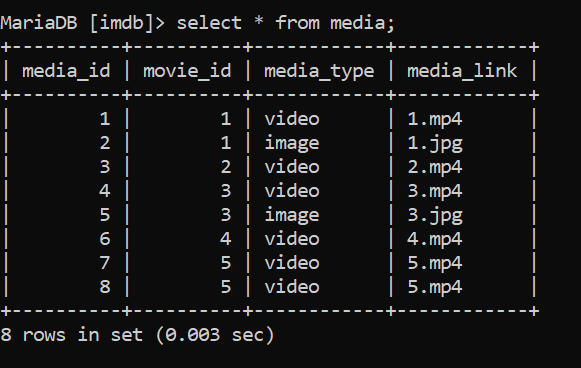 MariaDB [imdb]> select * from media;
+----------+----------+------------+------------+
| media_id | movie_id | media_type | media_link |
+----------+----------+------------+------------+
|        1 |        1 | video      | 1.mp4      |
|        2 |        1 | image      | 1.jpg      |
|        3 |        2 | video      | 2.mp4      |
|        4 |        3 | video      | 3.mp4      |
|        5 |        3 | image      | 3.jpg      |
|        6 |        4 | video      | 4.mp4      |
|        7 |        5 | video      | 5.mp4      |
|        8 |        5 | video      | 5.mp4      |
+----------+----------+------------+------------+
8 rows in set (0.003 sec)